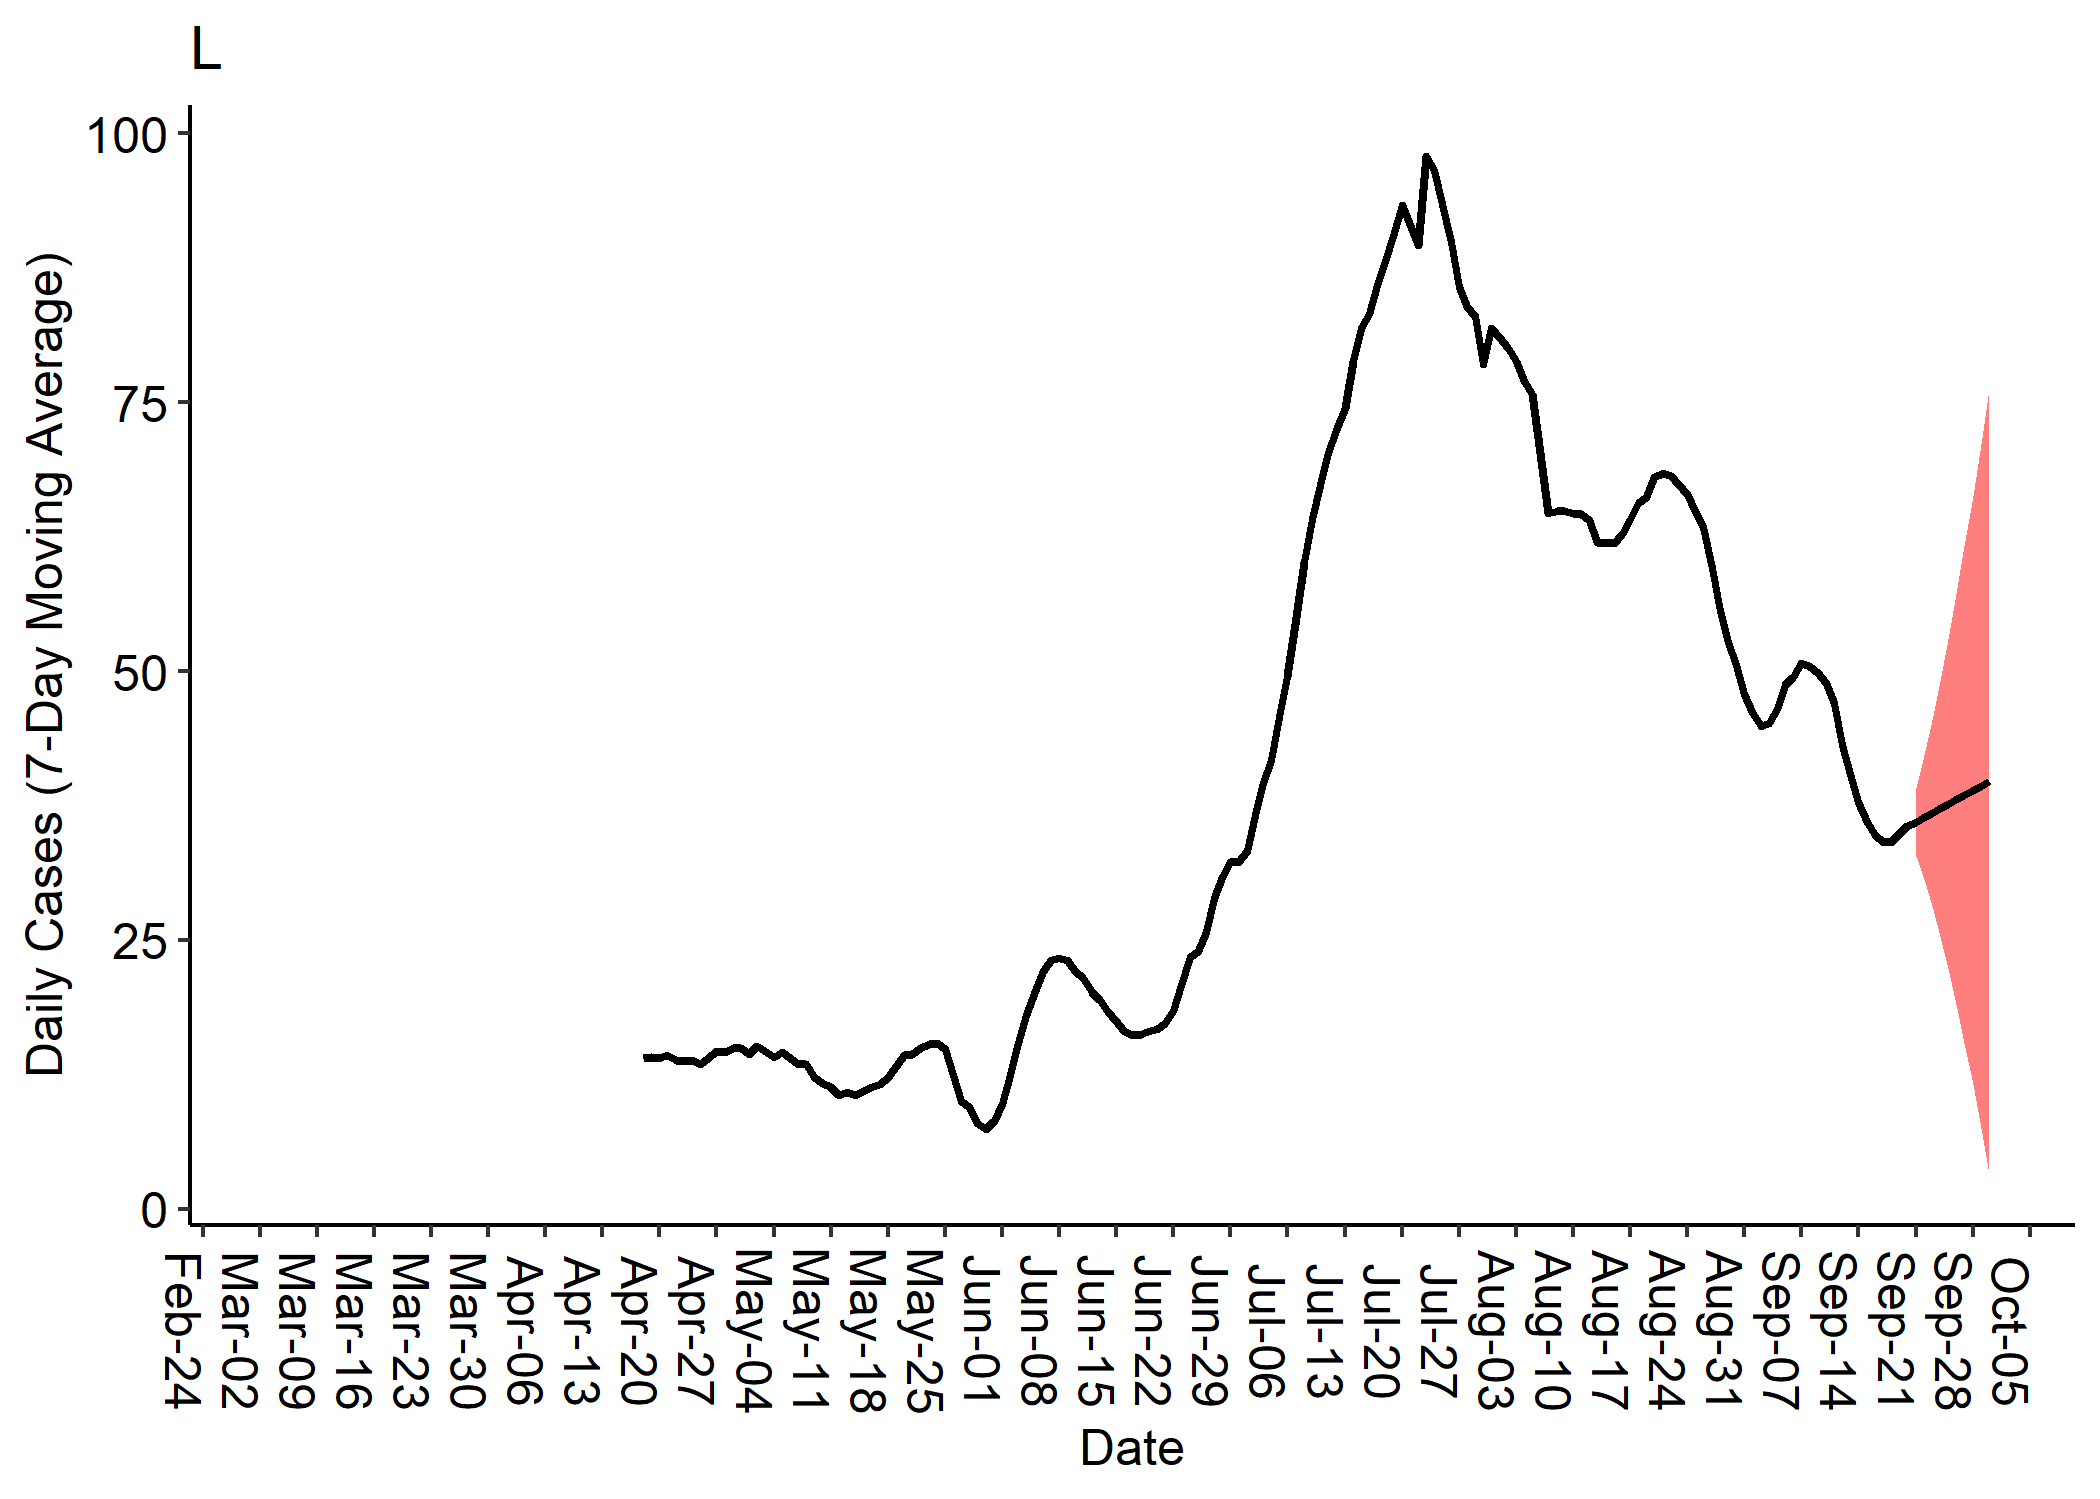 L
Daily Cases (7-Day Moving Average)
100
75
50
25
0
Feb-24
Mar-02
Mar-09
Mar-16
Mar-23
Mar-30
Apr-06
Apr-13
Apr-20
Apr-27
May-04
May-11
May-18
May-25
Jun-01
Jun-08
Jun-15
Jun-22
Jun-29
Jul-06
Jul-13
Jul-20
Jul-27
Aug-03
Aug-10
Aug-17
Aug-24
Aug-31
Sep-07
Sep-14
Sep-21
Sep-28
Oct-05
Date